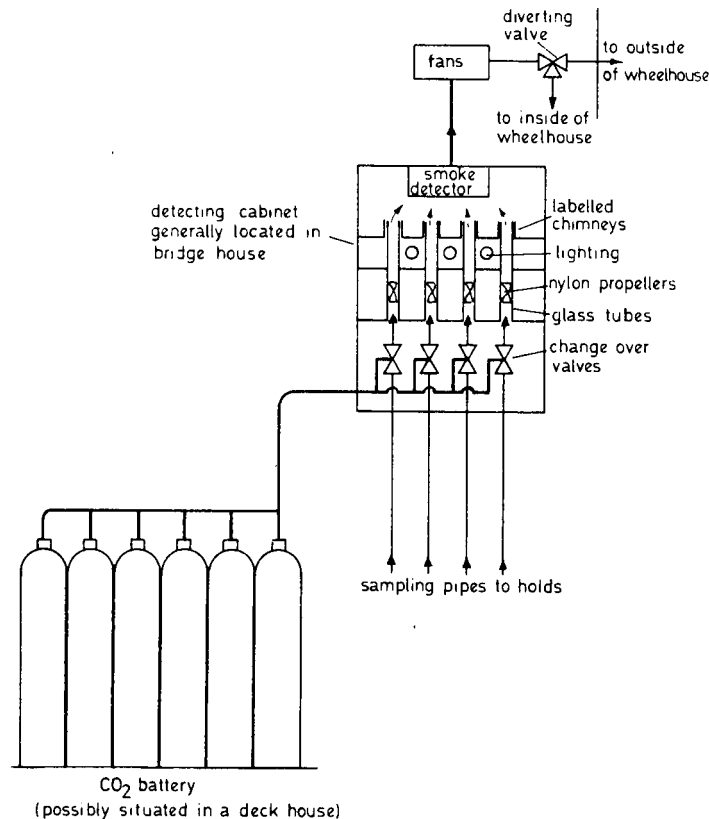 diverting
valve
to outside
of wheelhouse
fans
to inside of
wheelhouse
smoke
detector
labelled
chimneys
detecting cabinet
generally located in
bridge house
lighting
nylon propellers
glass tubes
change over
valves
sampling pipes to holds
CO2 battery
(possibly situated in a deck house)